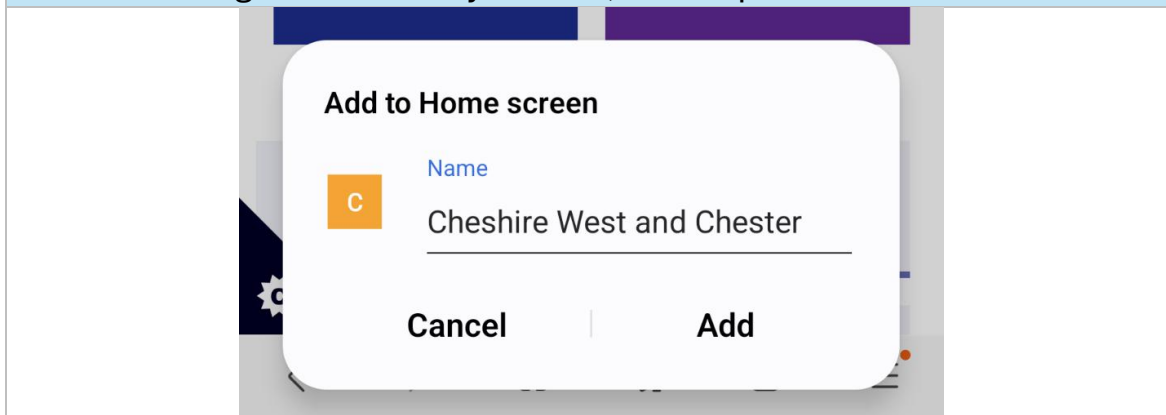 Add to Home screen
Name
C
Cheshire West and Chester
Cancel
Add